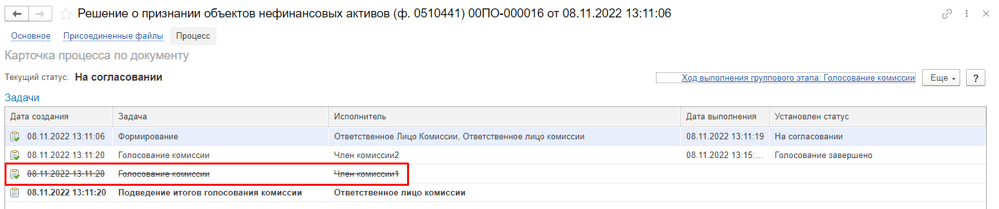 Решение о признании объектов нефинансовых активов (ф. 0510441) 00ПО-000016 от 08.11.2022 13:11:06
Основное Присоединенные файлы Процесс
Карточка процесса по документу
Текущий статус: На согласовании Ход выполнения группового этапа: Голосование комиссии Еще ?
Задачи
Дата создания Задача Исполнитель Дата выполнения Установлен статус
08.11.2022 13:11:06 Формирование Ответственное Лицо Комиссии, Ответственное лицо комиссии 08.11.2022 13:11:19 На согласовании
08.11.2022 13:11:20 Голосование комиссии Член комиссии2 08.11.2022 13:15:... Голосование завершено
08.11.2022 13:11:20 Голосование комиссии Член комиссии1
08.11.2022 13:11:20 Подведение итогов голосования комиссии Ответственное лицо комиссии